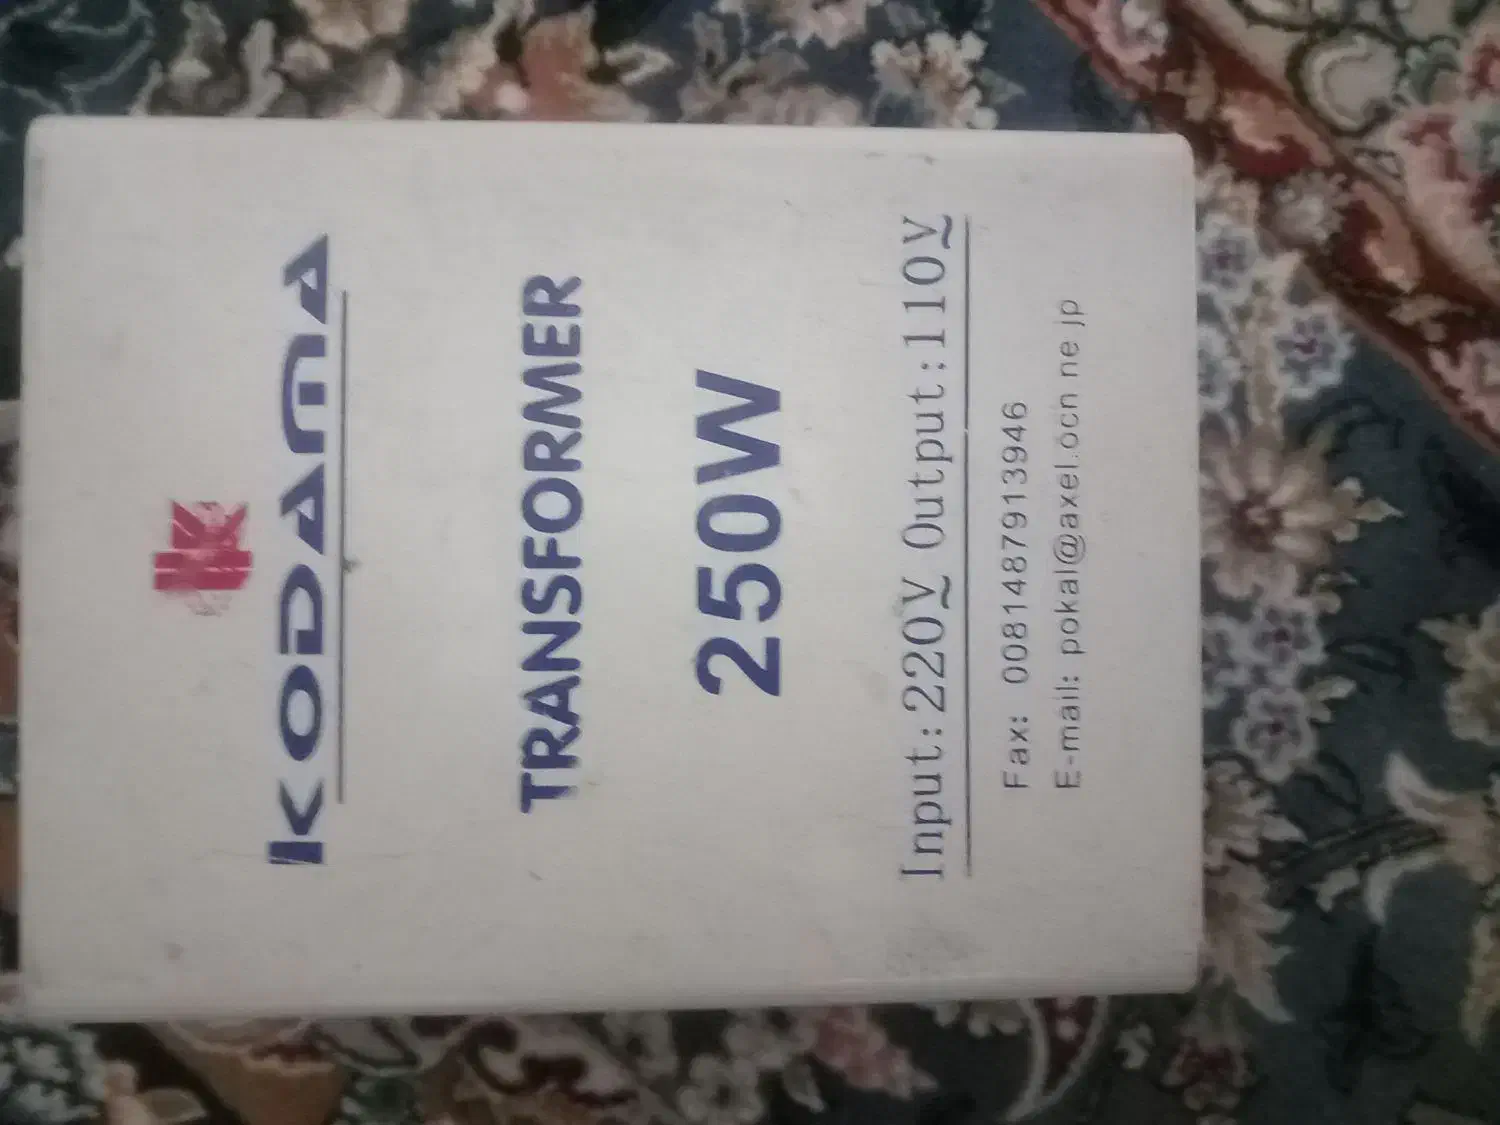 K
KODAMA
TRANSFORMER
250W
Input:220V Output:110V
Fax: 0081487913946
E-mail: pokal@axel.ocn ne jp